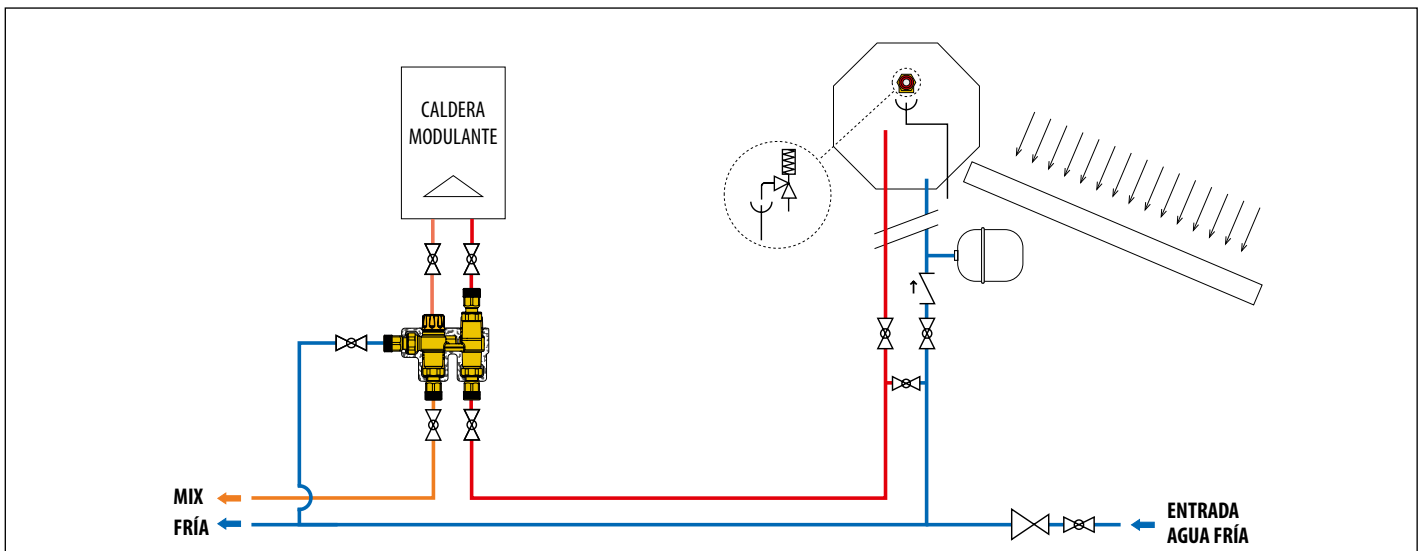 CALDERA
MODULANTE
MIX
FRÍA
ENTRADA
AGUA FRÍA